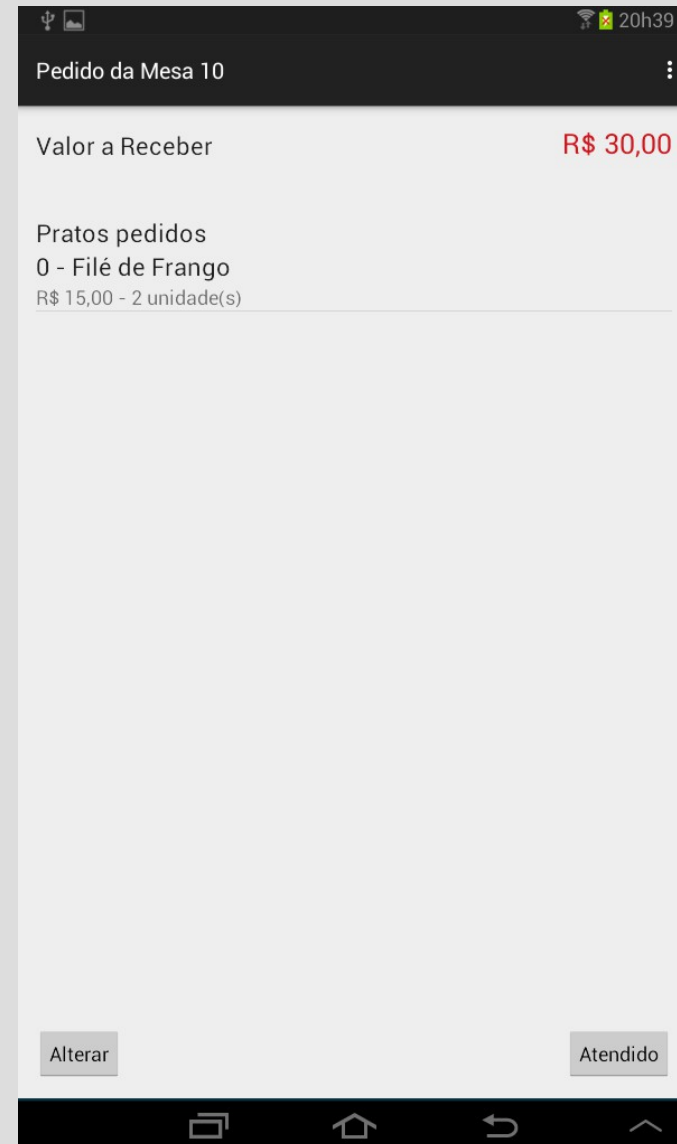 20h39
Pedido da Mesa 10
Valor a Receber R$ 30,00
Pratos pedidos
0 - Filé de Frango
R$ 15,00 - 2 unidade(s)
Alterar Atendido